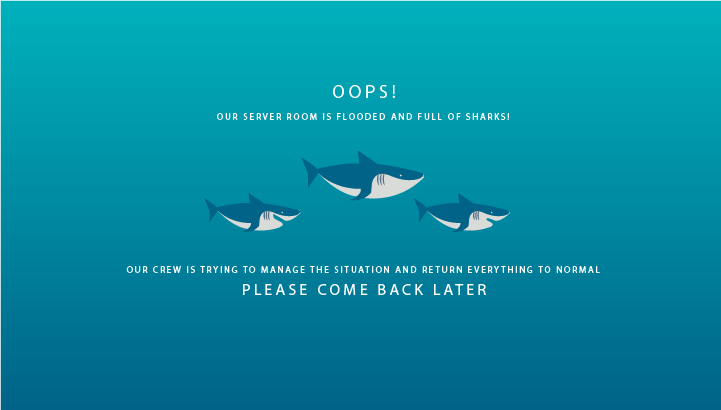 OOPS!
OUR SERVER ROOM IS FLOODED AND FULL OF SHARKS!
OUR CREW IS TRYING TO MANAGE THE SITUATION AND RETURN EVERYTHING TO NORMAL
PLEASE COME BACK LATER